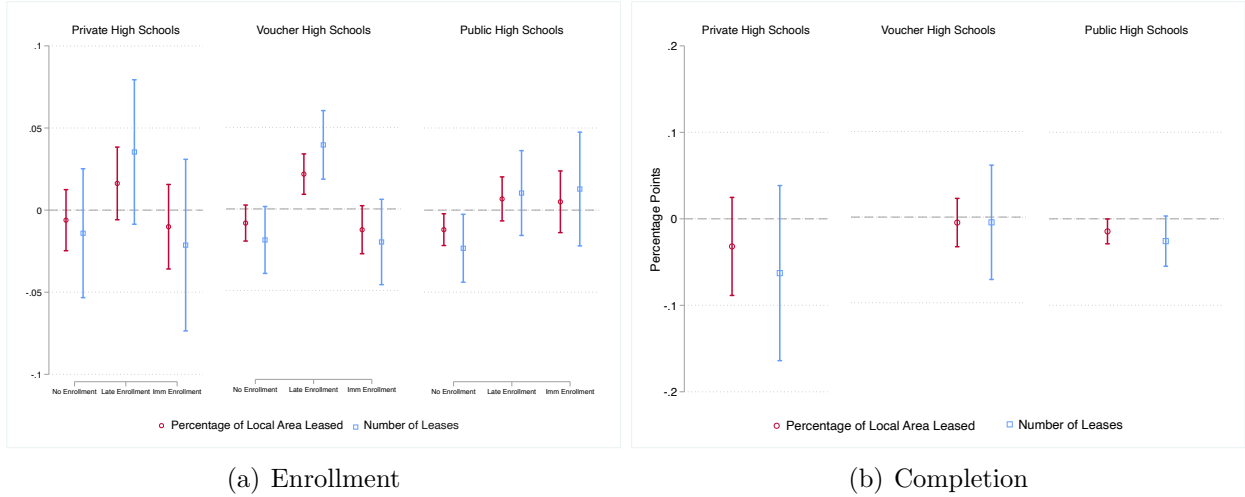 Private High Schools
Voucher High Schools
Public High Schools
.1
.05
0
-.05
-.1
No Enrollment
Late Enrollment
Imm Enrollment
No Enrollment
Late Enrollment
Imm Enrollment
No Enrollment
Late Enrollment
Imm Enrollment
Percentage of Local Area Leased
Number of Leases
(a) Enrollment
Private High Schools
Voucher High Schools
Public High Schools
Percentage Points
.2
.1
0
-.1
-.2
Percentage of Local Area Leased
Number of Leases
(b) Completion